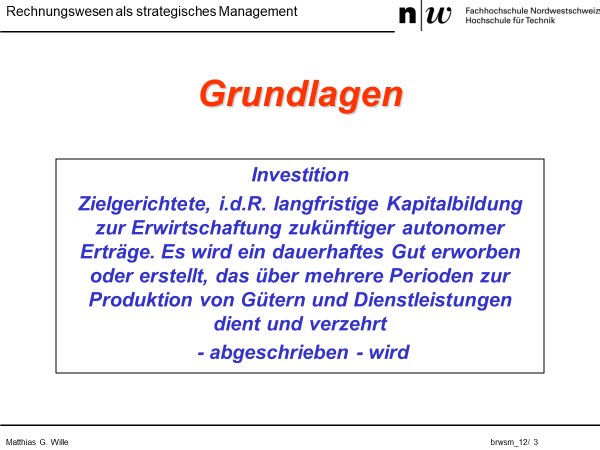 Rechnungswesen als strategisches Management
n|w
Fachhochschule Nordwestschweiz
Hochschule für Technik
Grundlagen
Investition
Zielgerichtete, i.d.R. langfristige Kapitalbildung
zur Erwirtschaftung zukünftiger autonomer
Erträge. Es wird ein dauerhaftes Gut erworben
oder erstellt, das über mehrere Perioden zur
Produktion von Gütern und Dienstleistungen
dient und verzehrt
- abgeschrieben - wird
Matthias G. Wille
brwsm_12/ 3